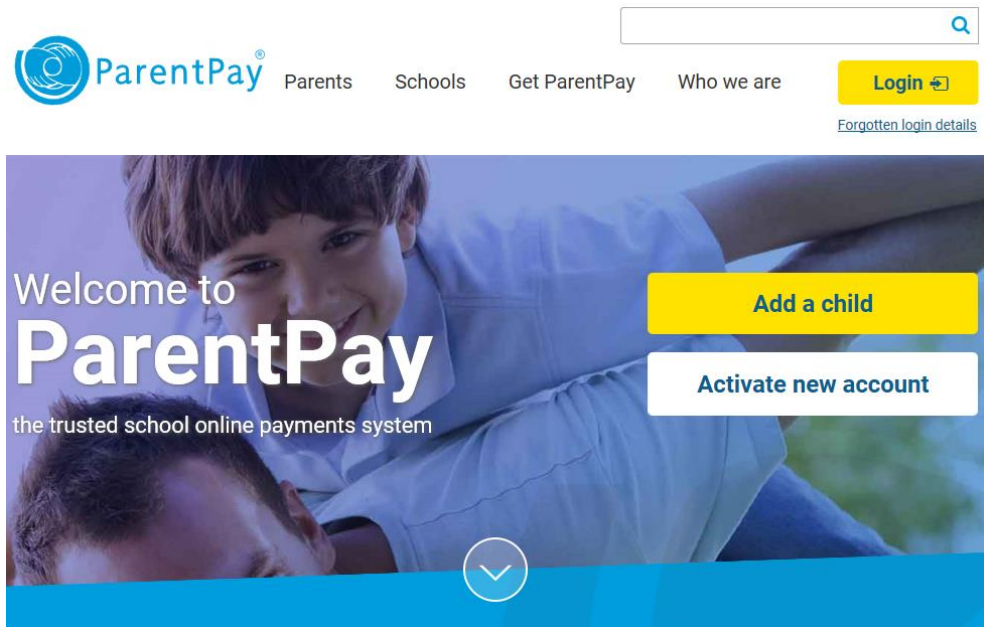 ParentPay®
Parents Schools Get ParentPay Who we are
Login
Forgotten login details
Welcome to
ParentPay
the trusted school online payments system
Add a child
Activate new account